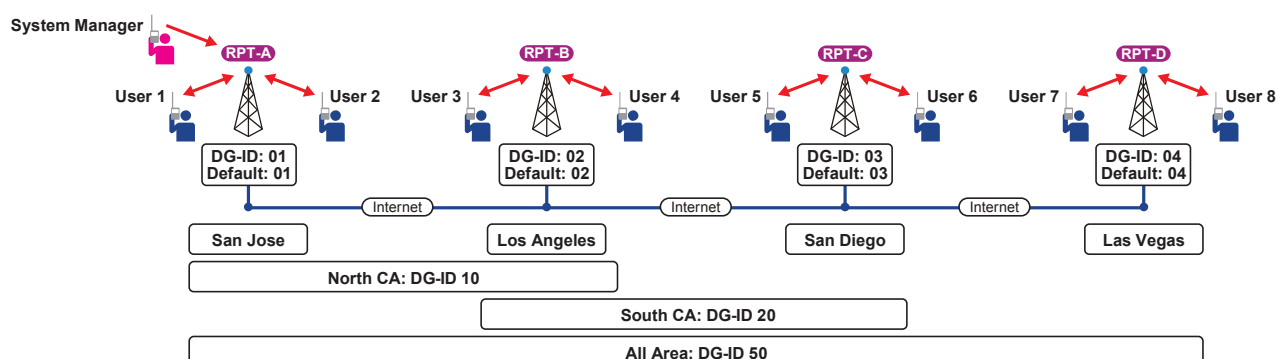 System Manager
RPT-A
RPT-B
RPT-C
RPT-D
User 1
User 2
User 3
User 4
User 5
User 6
User 7
User 8
DG-ID: 01
Default: 01
DG-ID: 02
Default: 02
DG-ID: 03
Default: 03
DG-ID: 04
Default: 04
Internet
Internet
Internet
San Jose
Los Angeles
San Diego
Las Vegas
North CA: DG-ID 10
South CA: DG-ID 20
All Area: DG-ID 50